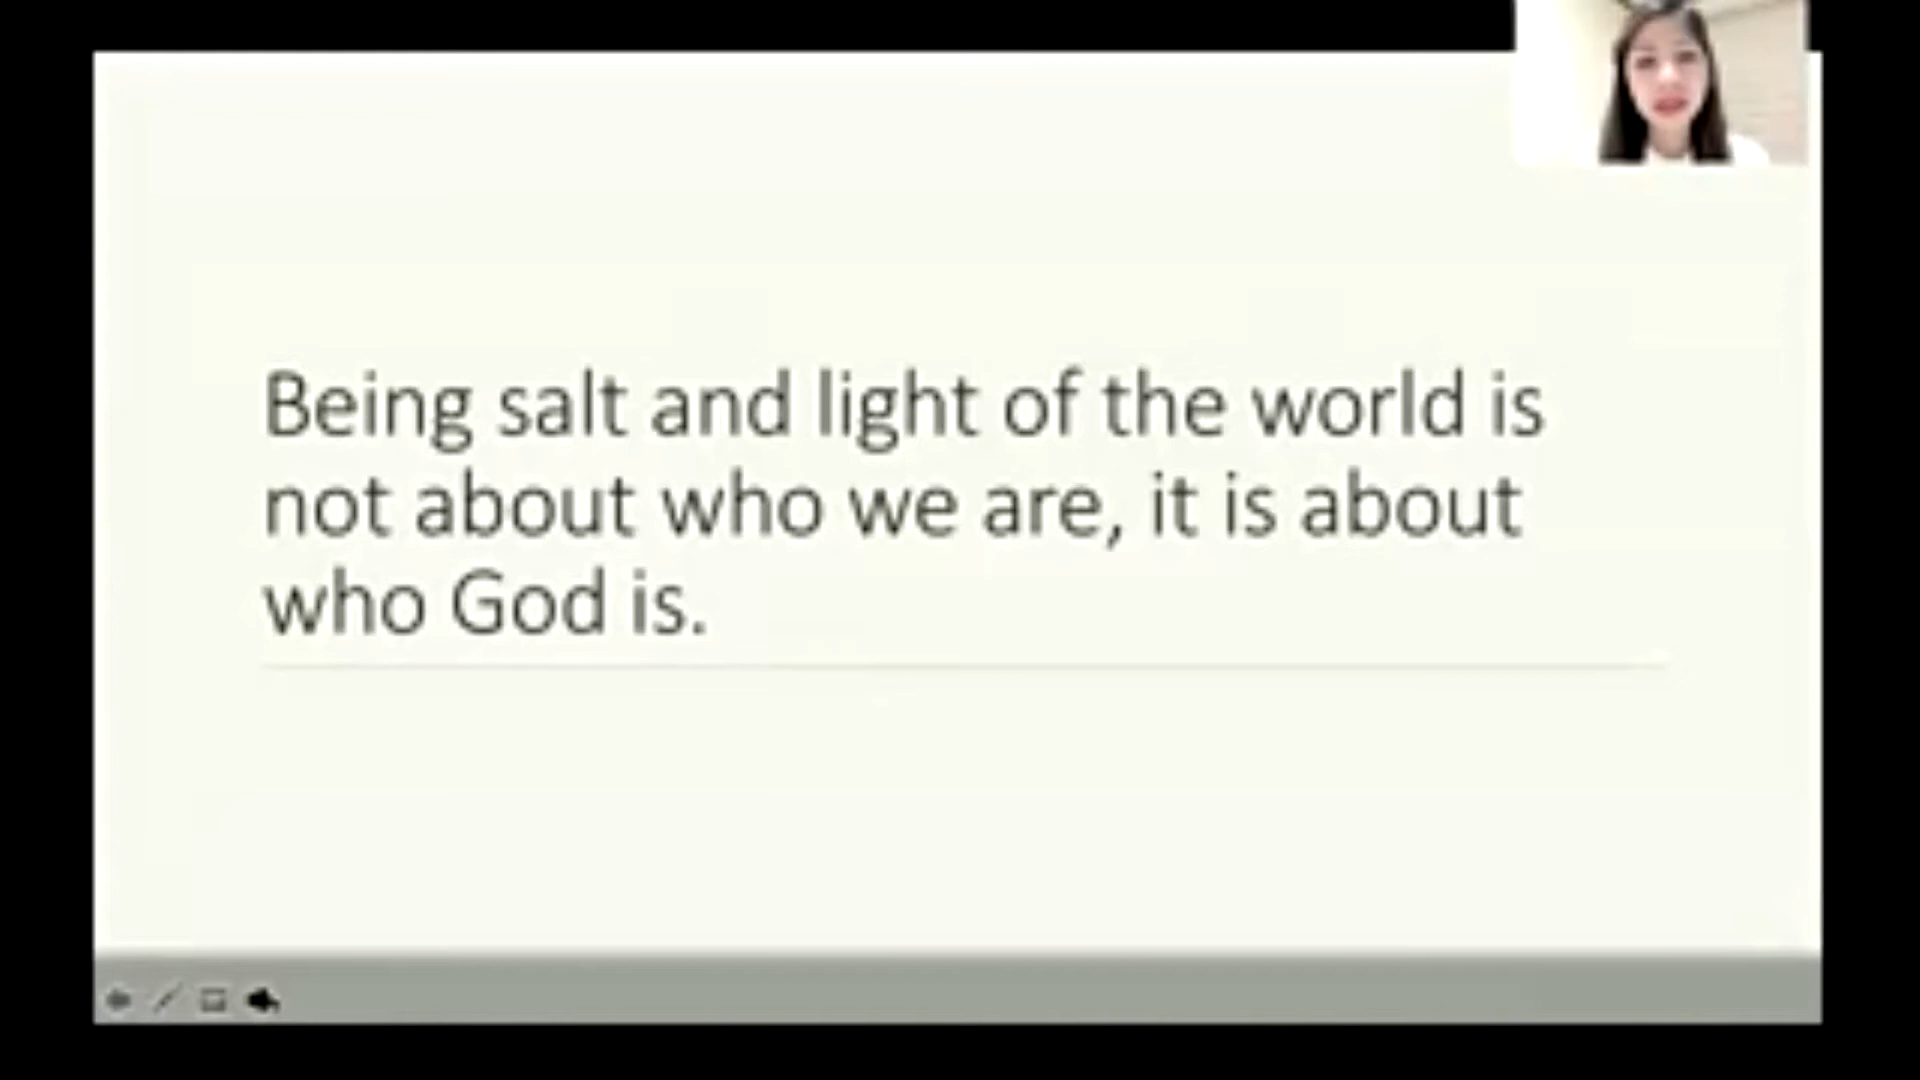 Being salt and light of the world is
not about who we are, it is about
who God is.